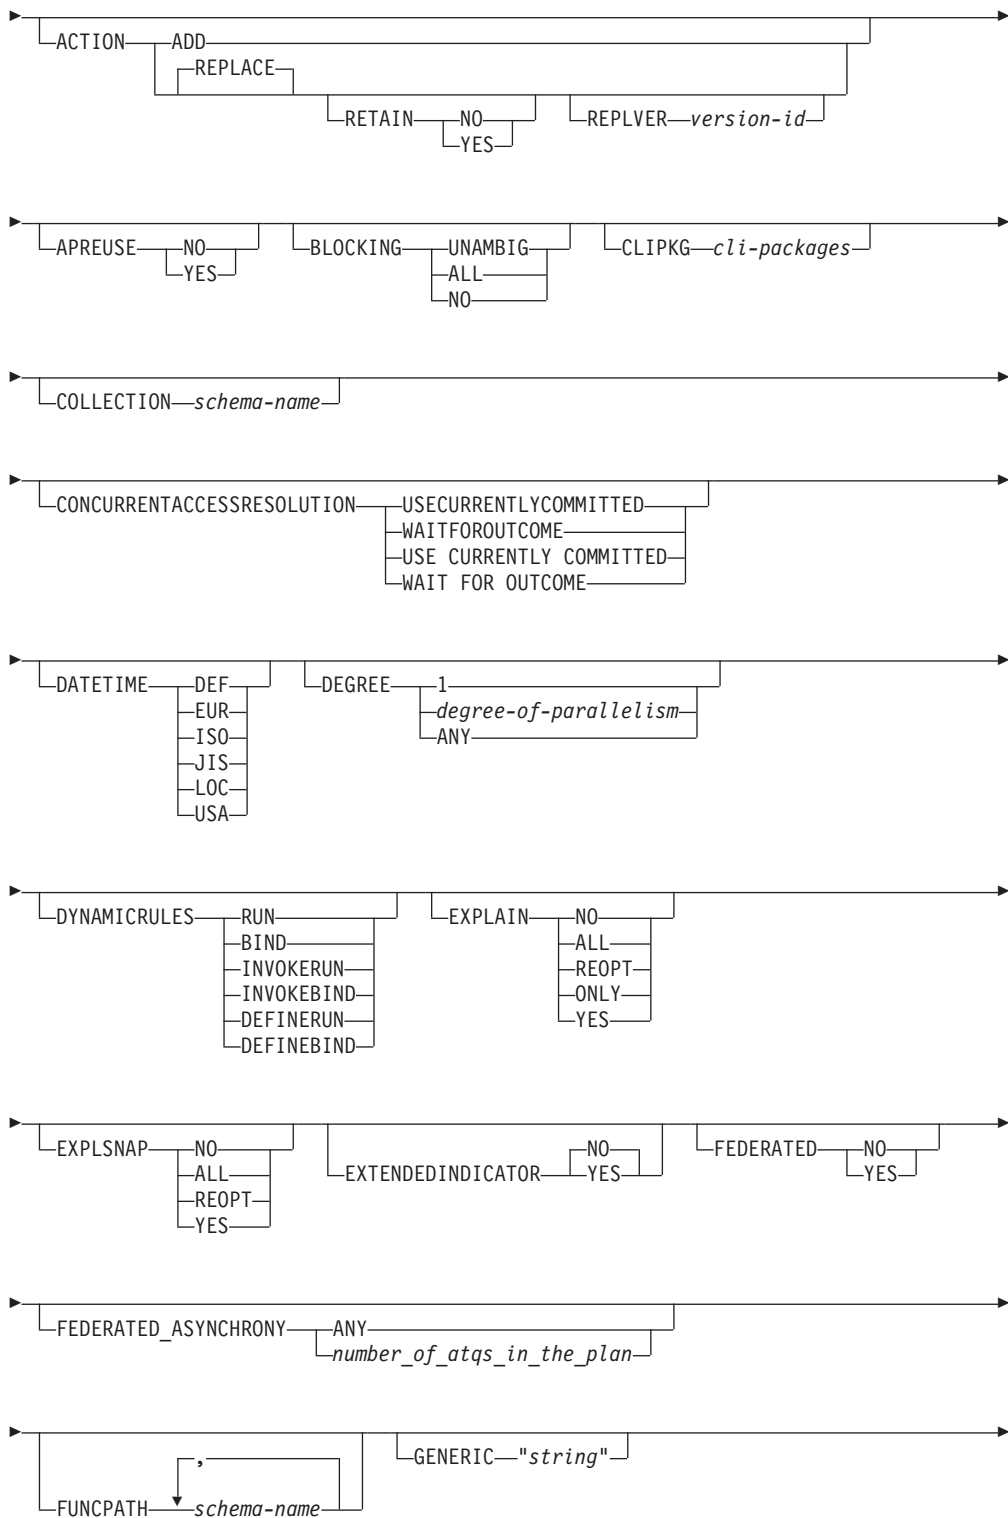 ACTION ADD
REPLACE
RETAIN NO REPLVER version-id
YES
APREUSE NO BLOCKING UNAMBIG CLIPKG cli-packages
YES ALL
NO
COLLECTION schema-name
CONCURRENTACCESSRESOLUTION USECURRENTLYCOMMITTED
WAITFOROUTCOME
USE CURRENTLY COMMITTED
WAIT FOR OUTCOME
DATETIME DEF DEGREE 1
EUR degree-of-parallelism
ISO ANY
JIS
LOC
USA
DYNAMICRULES RUN EXPLAIN NO
BIND ALL
INVOKERUN REOPT
INVOKEBIND ONLY
DEFINERUN YES
DEFINEBIND
EXPLSNAP NO NO FEDERATED NO
ALL EXTENDEDINDICATOR YES YES
REOPT
YES
FEDERATED_ASYNCHRONY ANY
number_of_atqs_in_the_plan
, GENERIC "string"
FUNCPATH schema-name